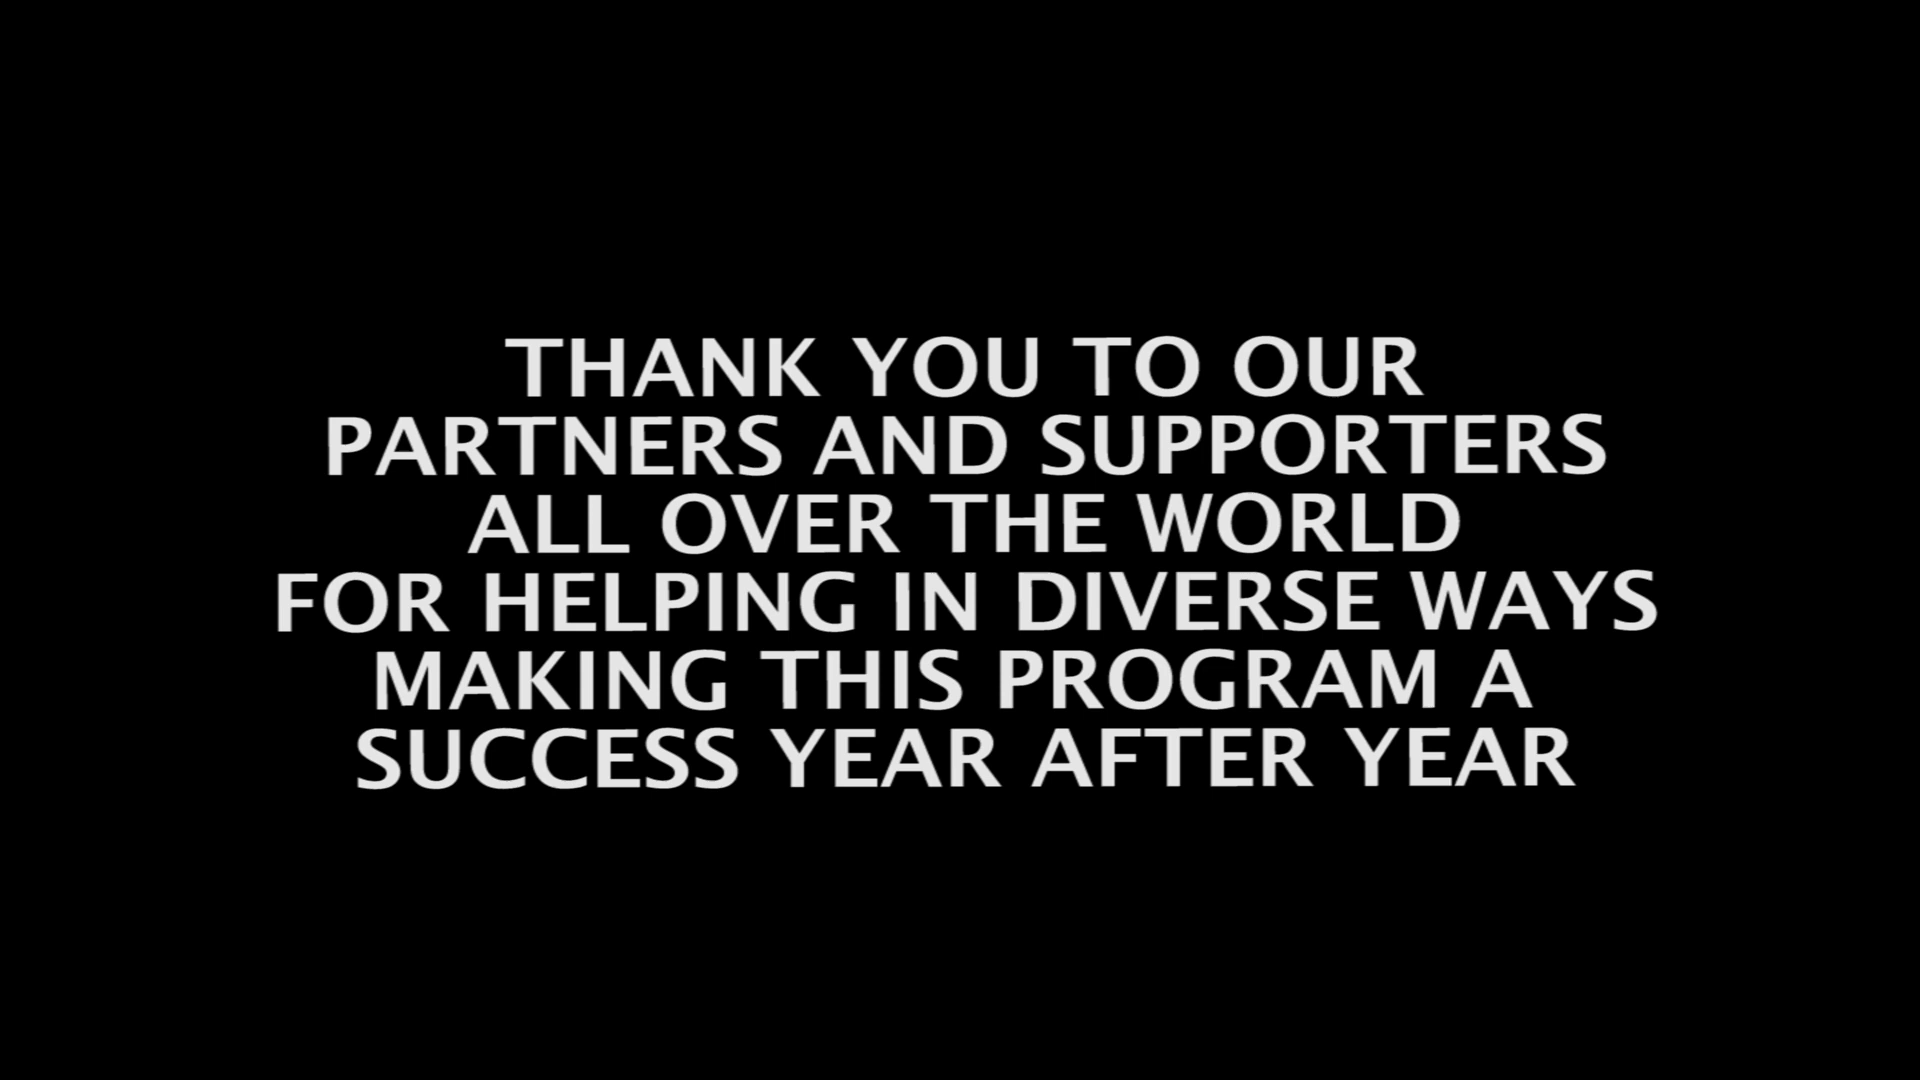 THANK YOU TO OUR
PARTNERS AND SUPPORTERS
ALL OVER THE WORLD
FOR HELPING IN DIVERSE WAYS
MAKING THIS PROGRAM A
SUCCESS YEAR AFTER YEAR